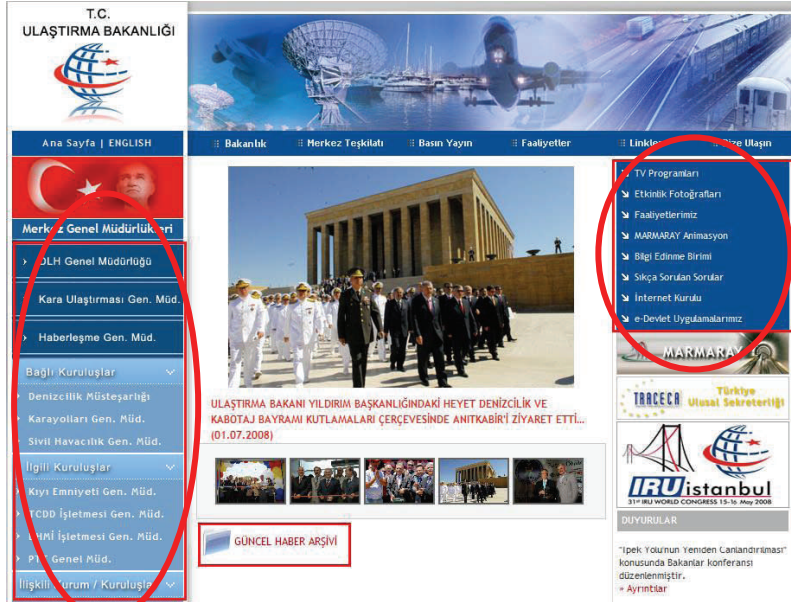 T.C.
ULAŞTIRMA BAKANLIĞI
Ana Sayfa | ENGLISH
Bakanlık
Merkez Teşkilatı
Basın Yayın
Faaliyetler
Linkler
Bize Ulaşın
Merkez Genel Müdürlükleri
DLH Genel Müdürlüğü
Kara Ulaştırması Gen. Müd.
Haberleşme Gen. Müd.
Bağlı Kuruluşlar
Denizcilik Müsteşarlığı
Karayolları Gen. Müd.
Sivil Havacılık Gen. Müd.
İlgili Kuruluşlar
Kıyı Emniyeti Gen. Müd.
TCDD İşletmesi Gen. Müd.
DHMİ İşletmesi Gen. Müd.
PTT Genel Müd.
İlişkili Kurum / Kuruluşlar
ULAŞTIRMA BAKANI YILDIRIM BAŞKANLIĞINDAKİ HEYET DENİZCİLİK VE
KABOTAJ BAYRAMI KUTLAMALARI ÇERÇEVESİNDE ANITKABİR'İ ZİYARET ETTİ...
(01.07.2008)
GÜNCEL HABER ARŞİVİ
TV Programları
Etkinlik Fotoğrafları
Faaliyetlerimiz
MARMARAY Animasyon
Bilgi Edinme Birimi
Sıkça Sorulan Sorular
İnternet Kurulu
e-Devlet Uygulamalarımız
MARMARAY
TRACECA Türkiye
Ulusal Sekreterliği
IRU istanbul
31st IRU WORLD CONGRESS 15-16 May 2008
DUYURULAR
"İpek Yolu'nun Yeniden Canlandırılması"
konusunda Bakanlar konferansı
düzenlenmiştir.
» Ayrıntılar